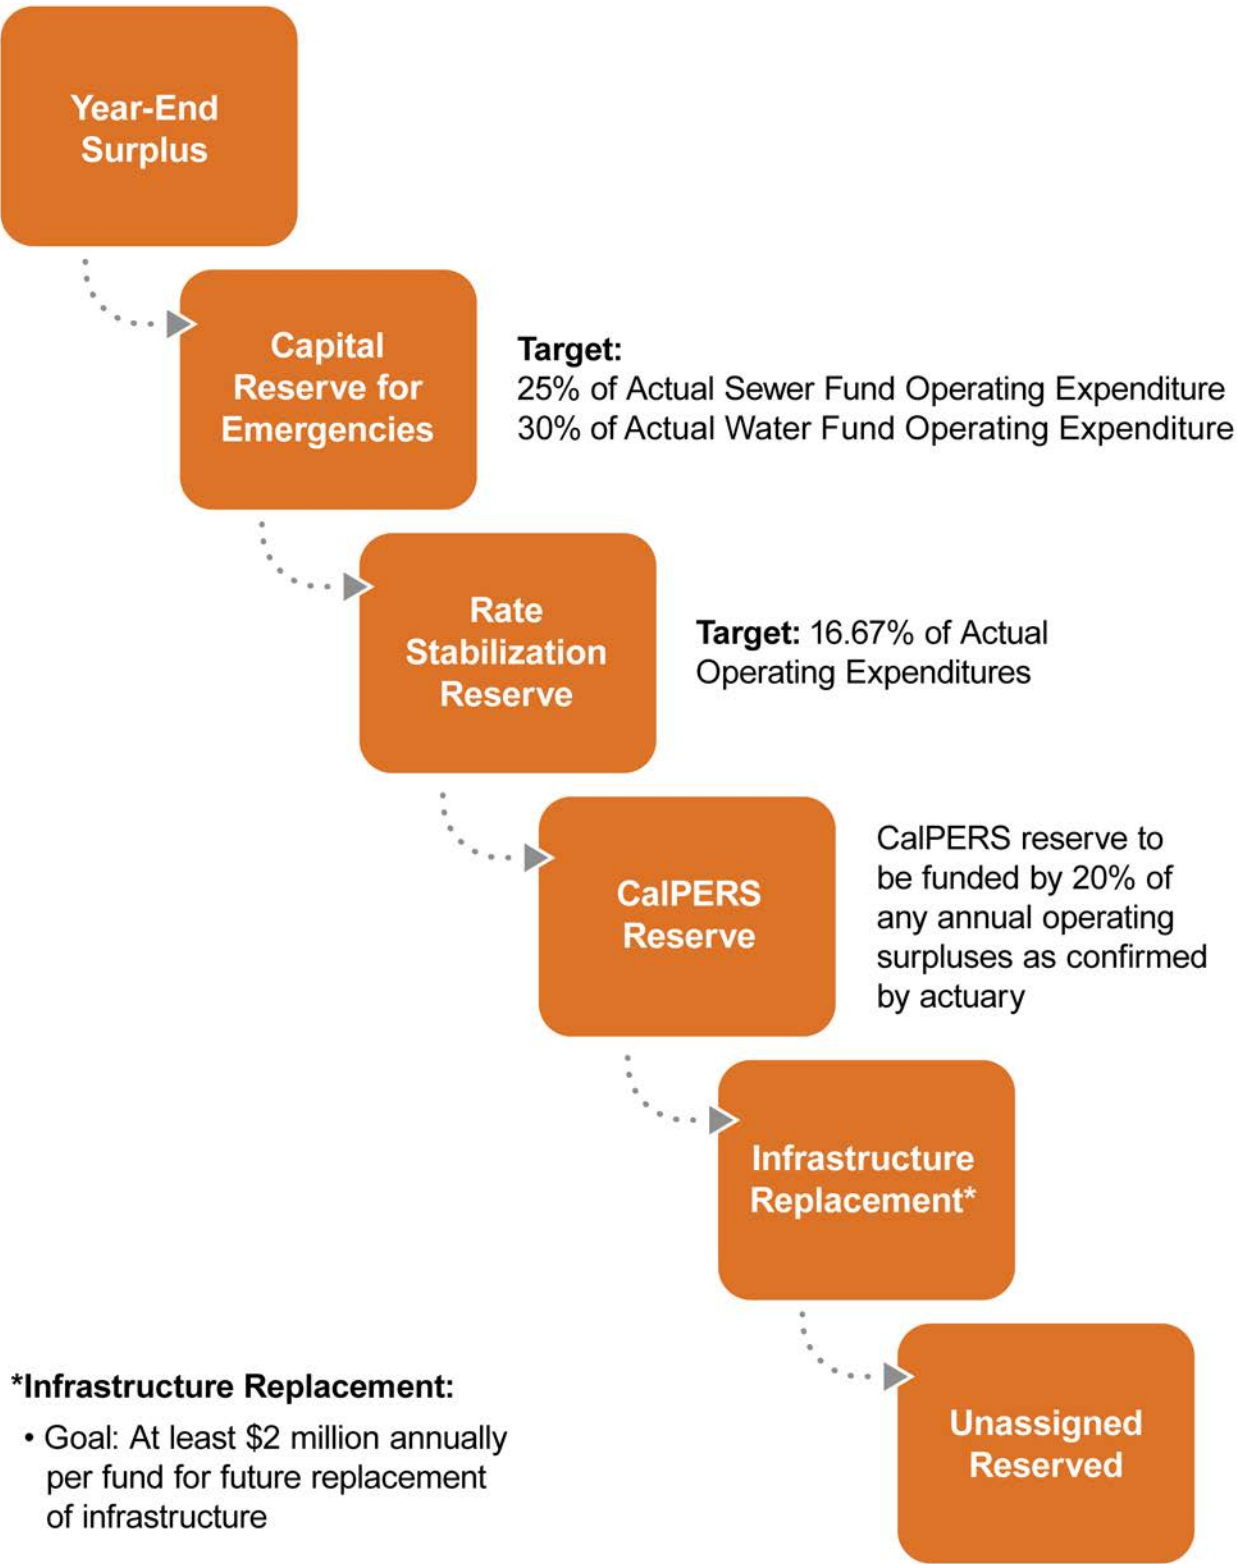 Year-End
Surplus
Capital
Reserve for
Emergencies
Target:
25% of Actual Sewer Fund Operating Expenditure
30% of Actual Water Fund Operating Expenditure
Rate
Stabilization
Reserve
Target: 16.67% of Actual
Operating Expenditures
CalPERS
Reserve
CalPERS reserve to
be funded by 20% of
any annual operating
surpluses as confirmed
by actuary
Infrastructure
Replacement*
Unassigned
Reserved
*Infrastructure Replacement:
• Goal: At least $2 million annually
per fund for future replacement
of infrastructure